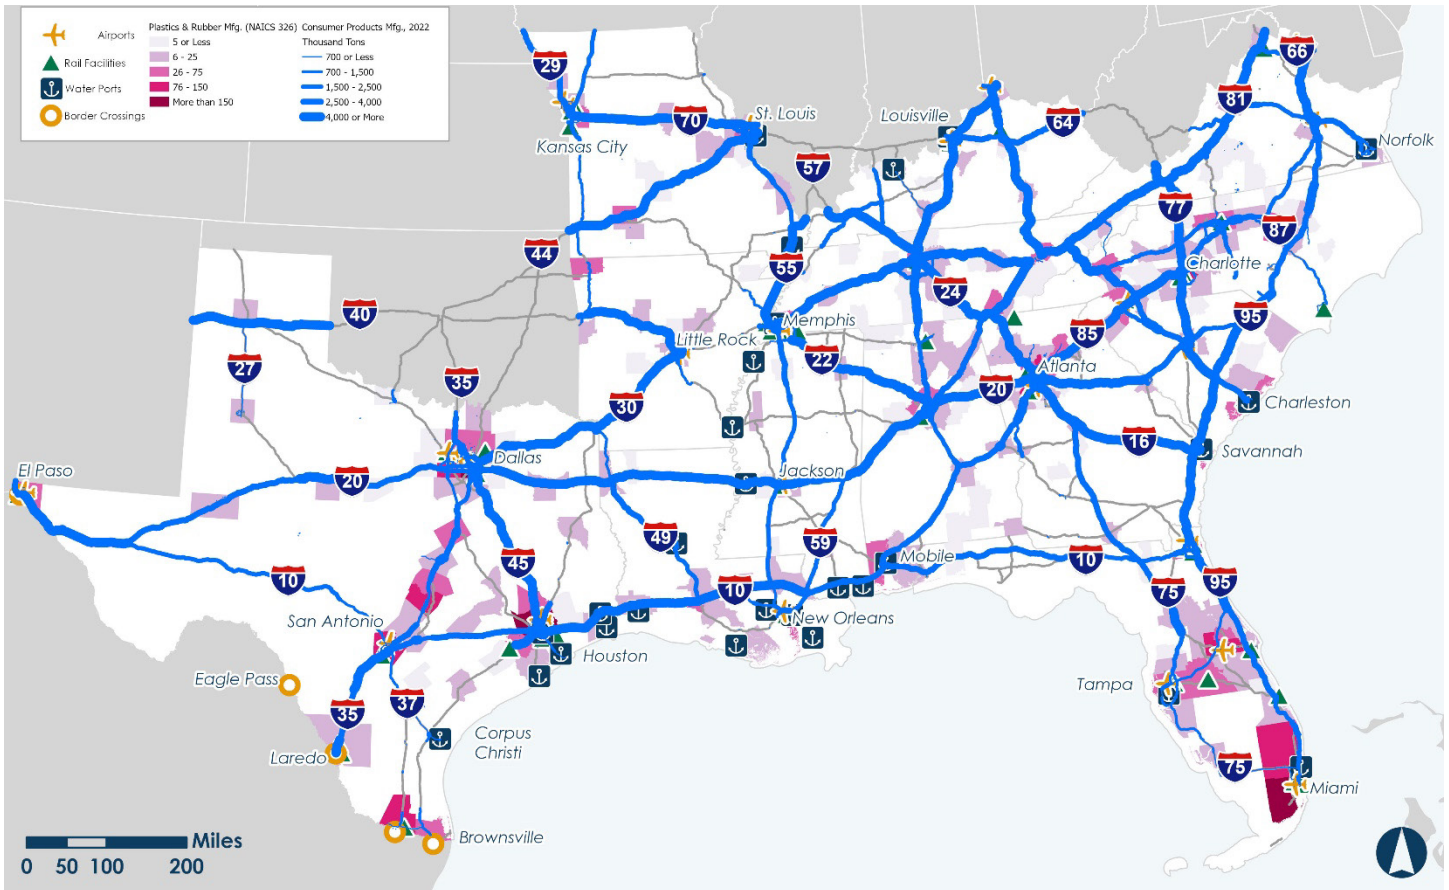 Airports
Rail Facilities
Water Ports
Border Crossings
Plastics & Rubber Mfg. (NAICS 326)
5 or Less
6 - 25
26 - 75
76 - 150
More than 150
Consumer Products Mfg., 2022
Thousand Tons
700 or Less
700 - 1,500
1,500 - 2,500
2,500 - 4,000
4,000 or More
29
66
81
70
St. Louis
Louisville
64
Kansas City
57
Norfolk
77
87
44
55
Charlotte
24
40
Memphis
95
Little Rock
22
85
27
35
Atlanta
20
30
Charleston
16
Dallas
Savannah
El Paso
20
Jackson
49
59
45
Mobile
10
10
10
75
95
San Antonio
New Orleans
Houston
Eagle Pass
Tampa
35
37
Corpus
Christi
Laredo
75
Miami
Brownsville
Miles
0 50 100 200